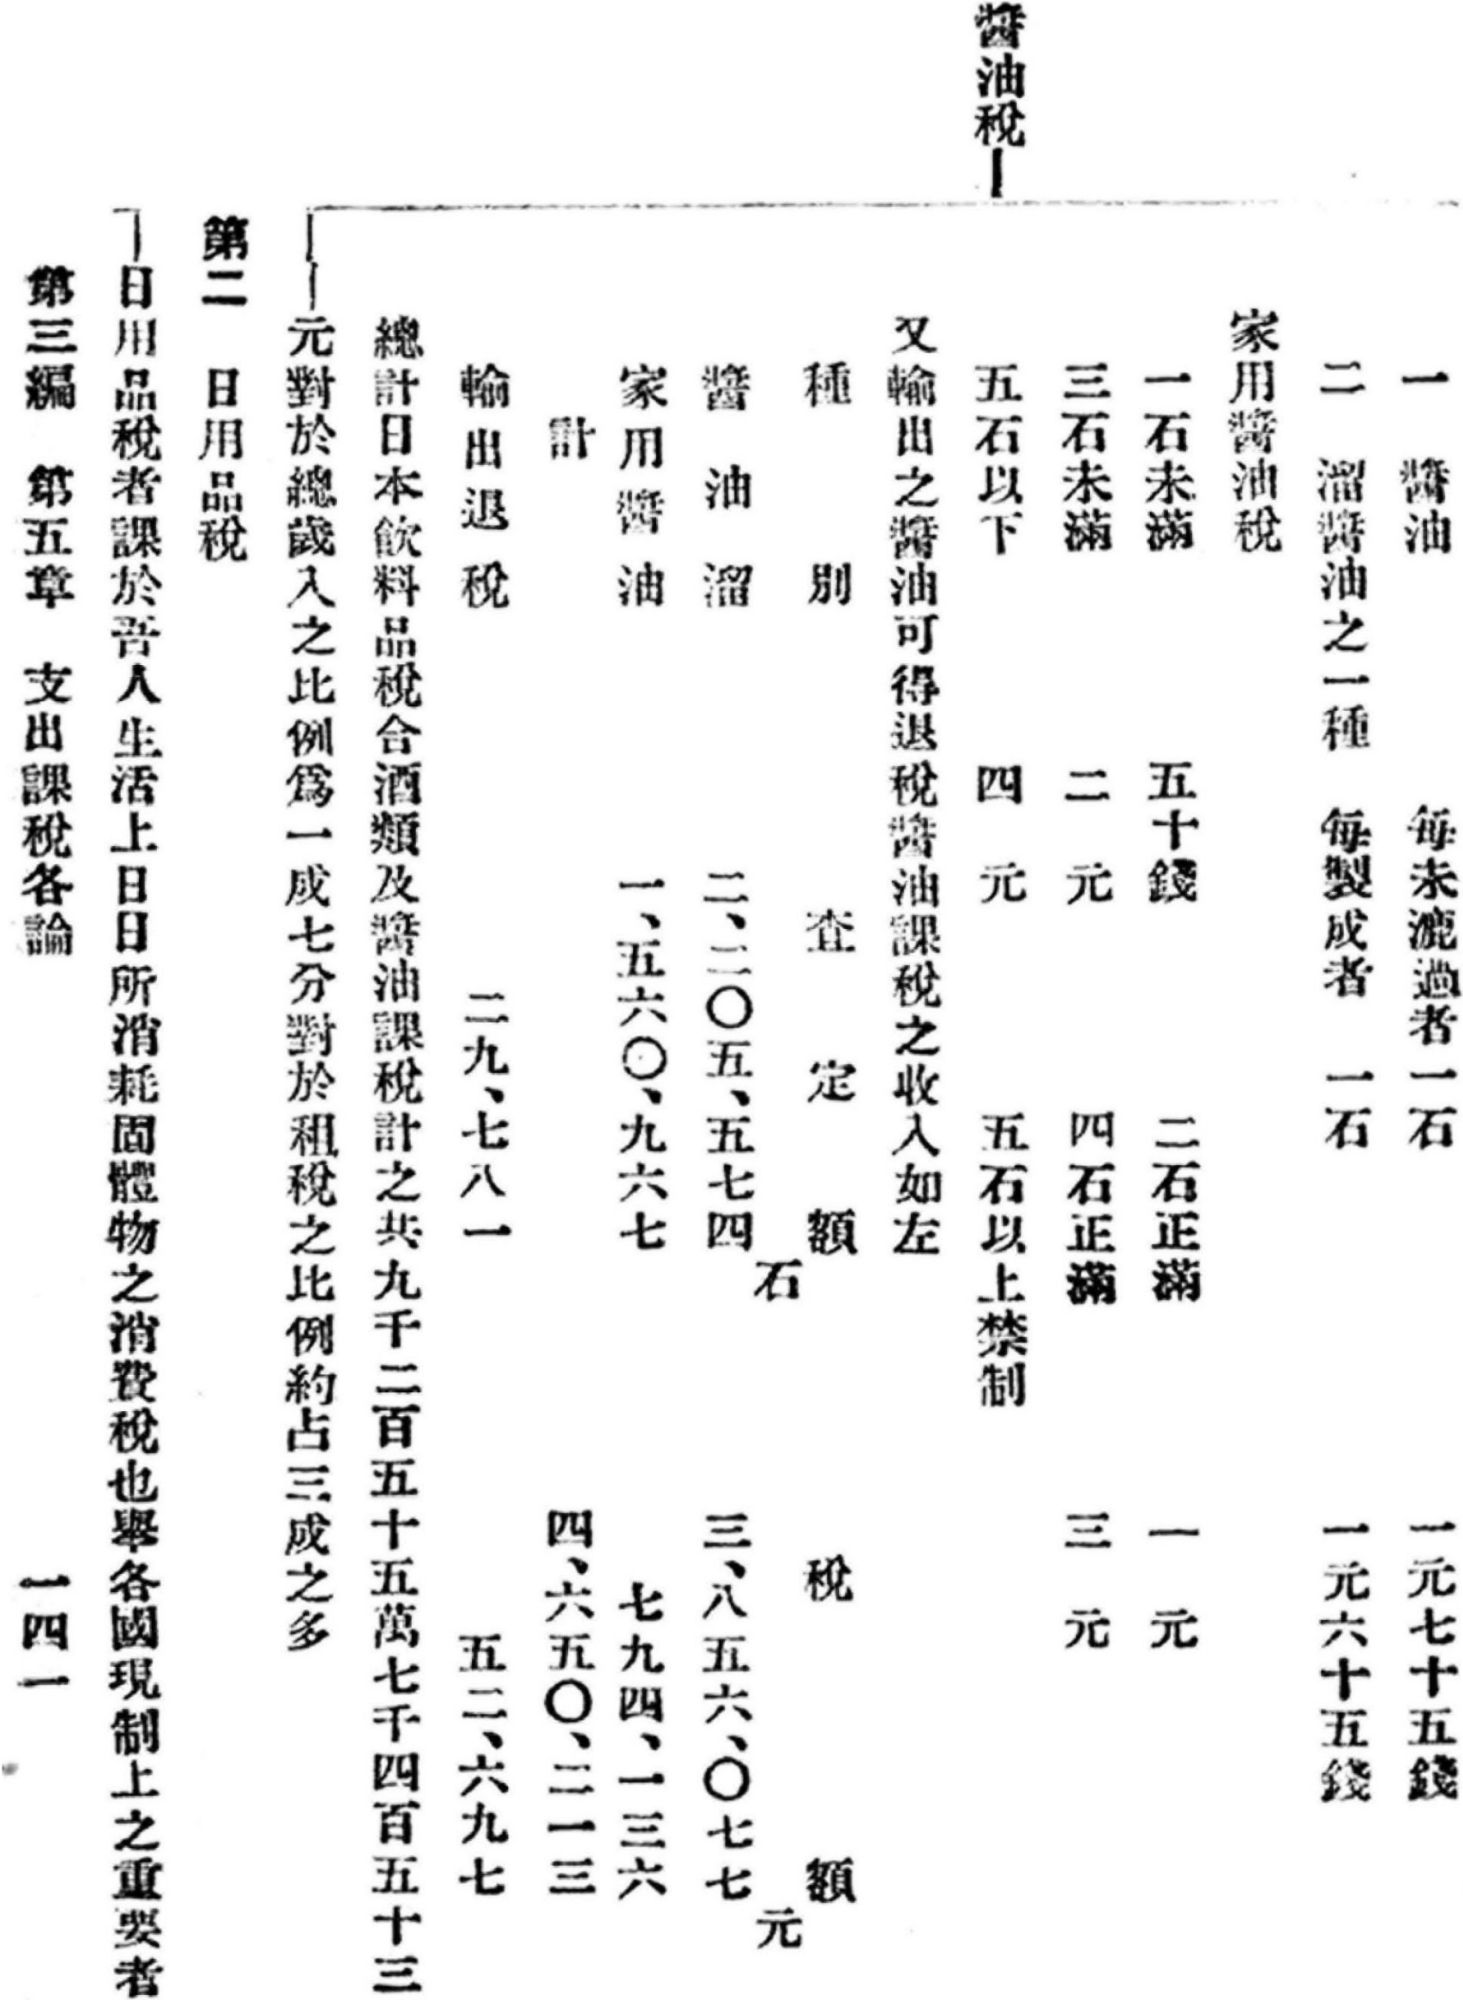 醬油稅
一　醬油　每未漉過者一石　一元七十五錢
二　溜醬油之一種　每製成者　一石　一元六十五錢
家用醬油稅
一石未滿　五十錢　二石正滿　一元
三石未滿　二元　四石正滿　三元
五石以下　四元　五石以上禁制
又輸出之醬油可得退稅醬油課稅之收入如左
種別　查定額　稅額
石　元
醬油溜　二、二〇五、五七四　三、八五六、〇七七
家用醬油　一、五六〇、九六七　七九四、一三六
計　四、六五〇、二一三
輸出退稅　二九、七八一　五二、六九七
總計日本飲料品稅合酒類及醬油課稅計之共九千二百五十五萬七千四百五十三
元對於總歲入之比例爲一成七分對於租稅之比例約占三成之多
第二　日用品稅
日用品稅者課於吾人生活上日日所消耗固體物之消費稅也舉各國現制上之重要者
第三編　第五章　支出課稅各論　一四一